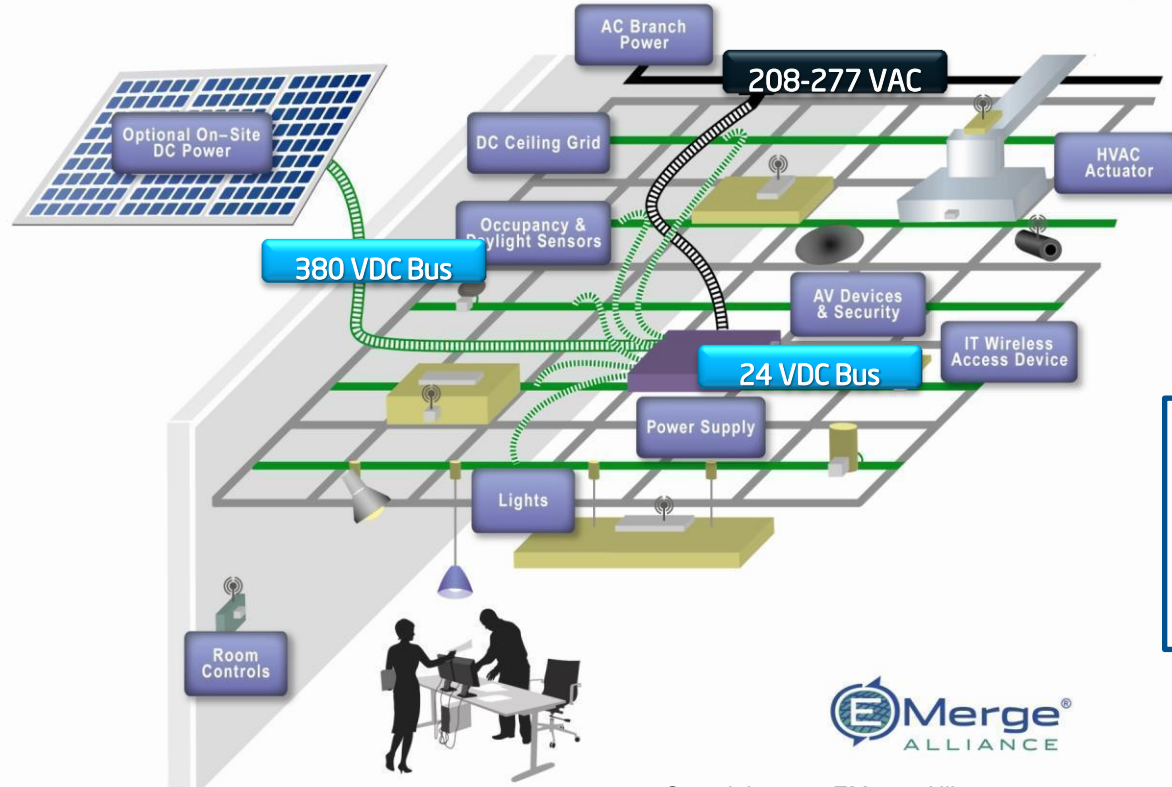 AC Branch
Power
208-277 VAC
Optional On-Site
DC Power
DC Ceiling Grid
HVAC
Actuator
Occupancy &
Daylight Sensors
380 VDC Bus
AV Devices
& Security
IT Wireless
Access Device
24 VDC Bus
Power Supply
Lights
Room
Controls
EMerge®
ALLIANCE